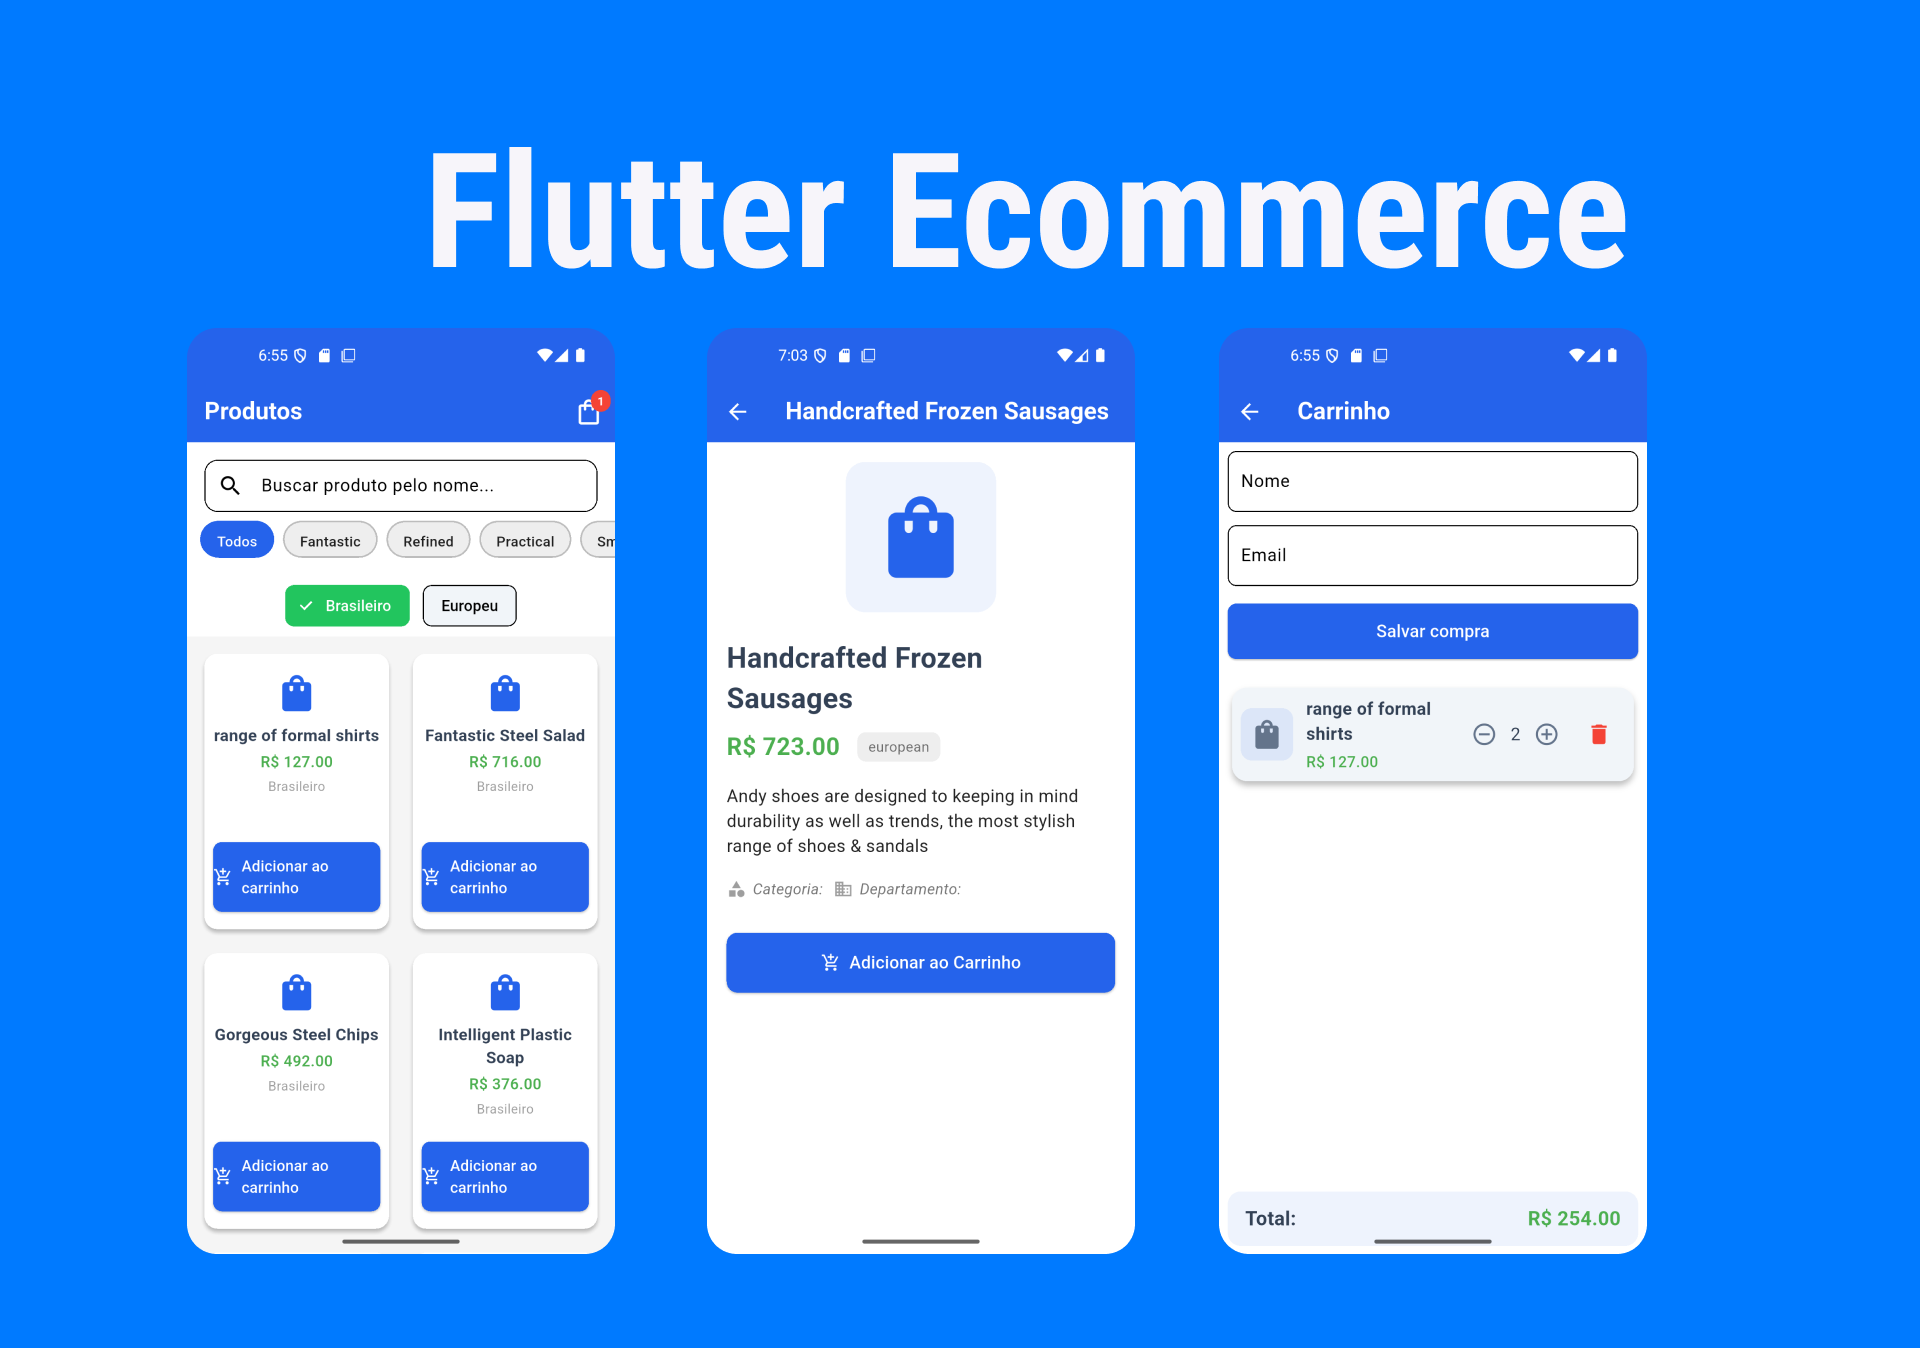 Flutter Ecommerce
6:55
Produtos
1
Buscar produto pelo nome...
Todos
Fantastic
Refined
Practical
Sm
Brasileiro
Europeu
range of formal shirts
R$ 127.00
Brasileiro
Adicionar ao
carrinho
Fantastic Steel Salad
R$ 716.00
Brasileiro
Adicionar ao
carrinho
Gorgeous Steel Chips
R$ 492.00
Brasileiro
Adicionar ao
carrinho
Intelligent Plastic
Soap
R$ 376.00
Brasileiro
Adicionar ao
carrinho
7:03
Handcrafted Frozen Sausages
Handcrafted Frozen
Sausages
R$ 723.00
european
Andy shoes are designed to keeping in mind
durability as well as trends, the most stylish
range of shoes & sandals
Categoria:
Departamento:
Adicionar ao Carrinho
6:55
Carrinho
Nome
Email
Salvar compra
range of formal
shirts
R$ 127.00
2
Total:
R$ 254.00